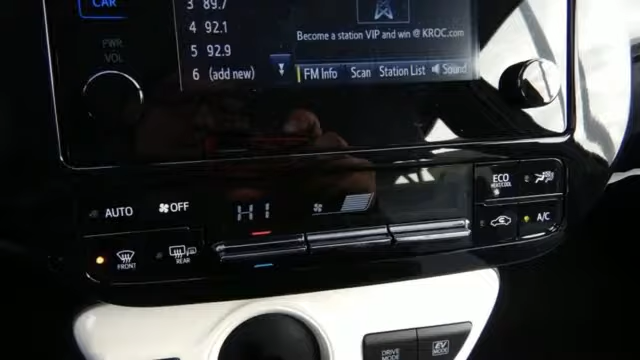 CAR
3 89.7
4 92.1
5 92.9
6 (add new)
Become a station VIP and win @ KROC.com
FM Info Scan Station List Sound
PWR
VOL
AUTO
OFF
HI
ECO
HEAT/COOL
A/C
FRONT
REAR
DRIVE
MODE
EV
MODE